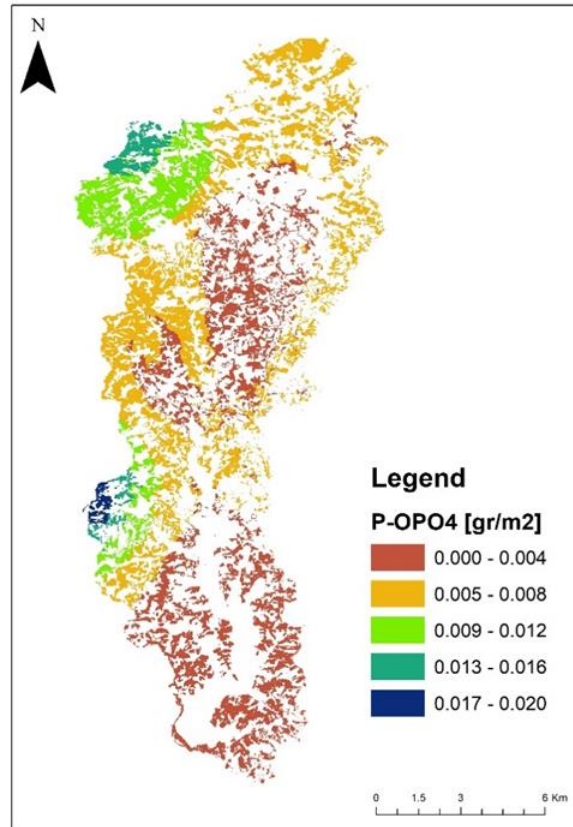 N
Legend
P-OPO4 [gr/m2]
0.000 - 0.004
0.005 - 0.008
0.009 - 0.012
0.013 - 0.016
0.017 - 0.020
0 1.5 3 6 Km